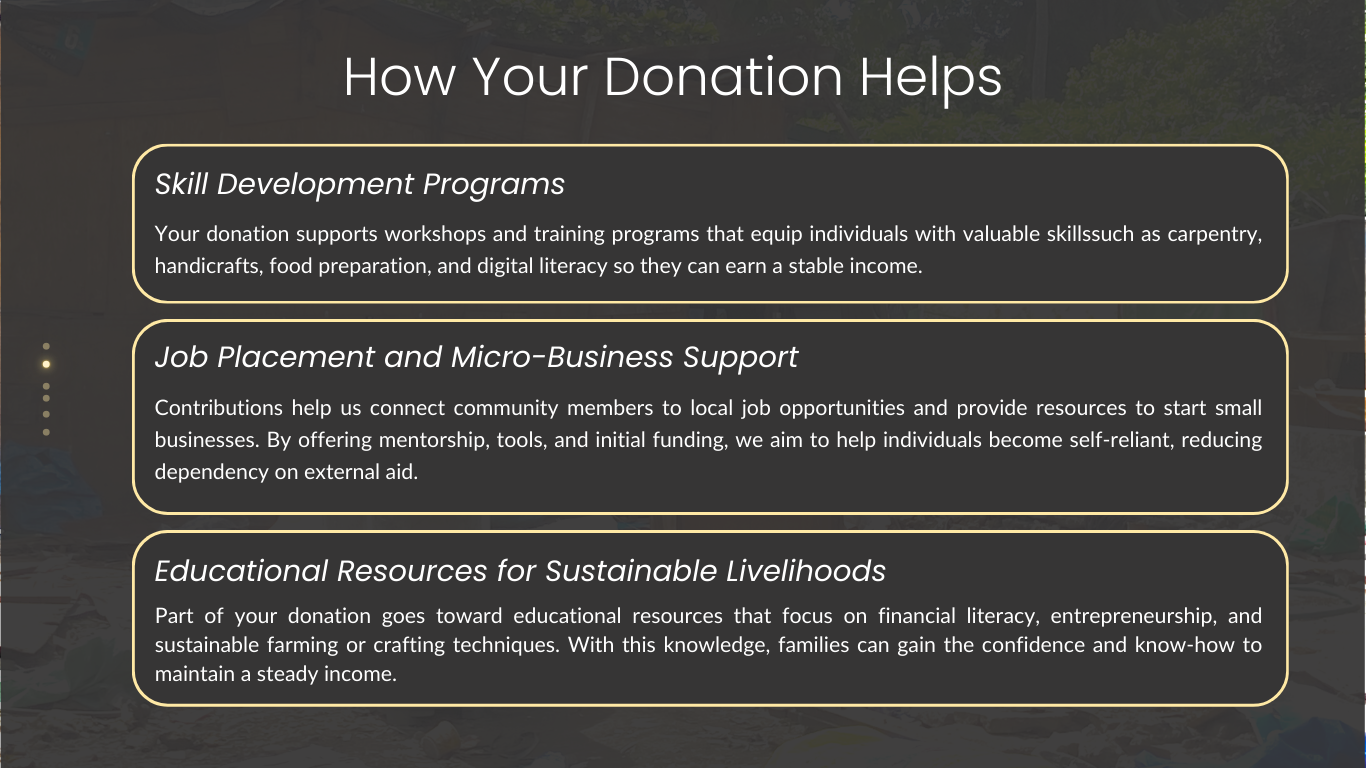 How Your Donation Helps
Skill Development Programs
Your donation supports workshops and training programs that equip individuals with valuable skillssuch as carpentry,
handicrafts, food preparation, and digital literacy so they can earn a stable income.
Job Placement and Micro-Business Support
Contributions help us connect community members to local job opportunities and provide resources to start small
businesses. By offering mentorship, tools, and initial funding, we aim to help individuals become self-reliant, reducing
dependency on external aid.
Educational Resources for Sustainable Livelihoods
Part of your donation goes toward educational resources that focus on financial literacy, entrepreneurship, and
sustainable farming or crafting techniques. With this knowledge, families can gain the confidence and know-how to
maintain a steady income.